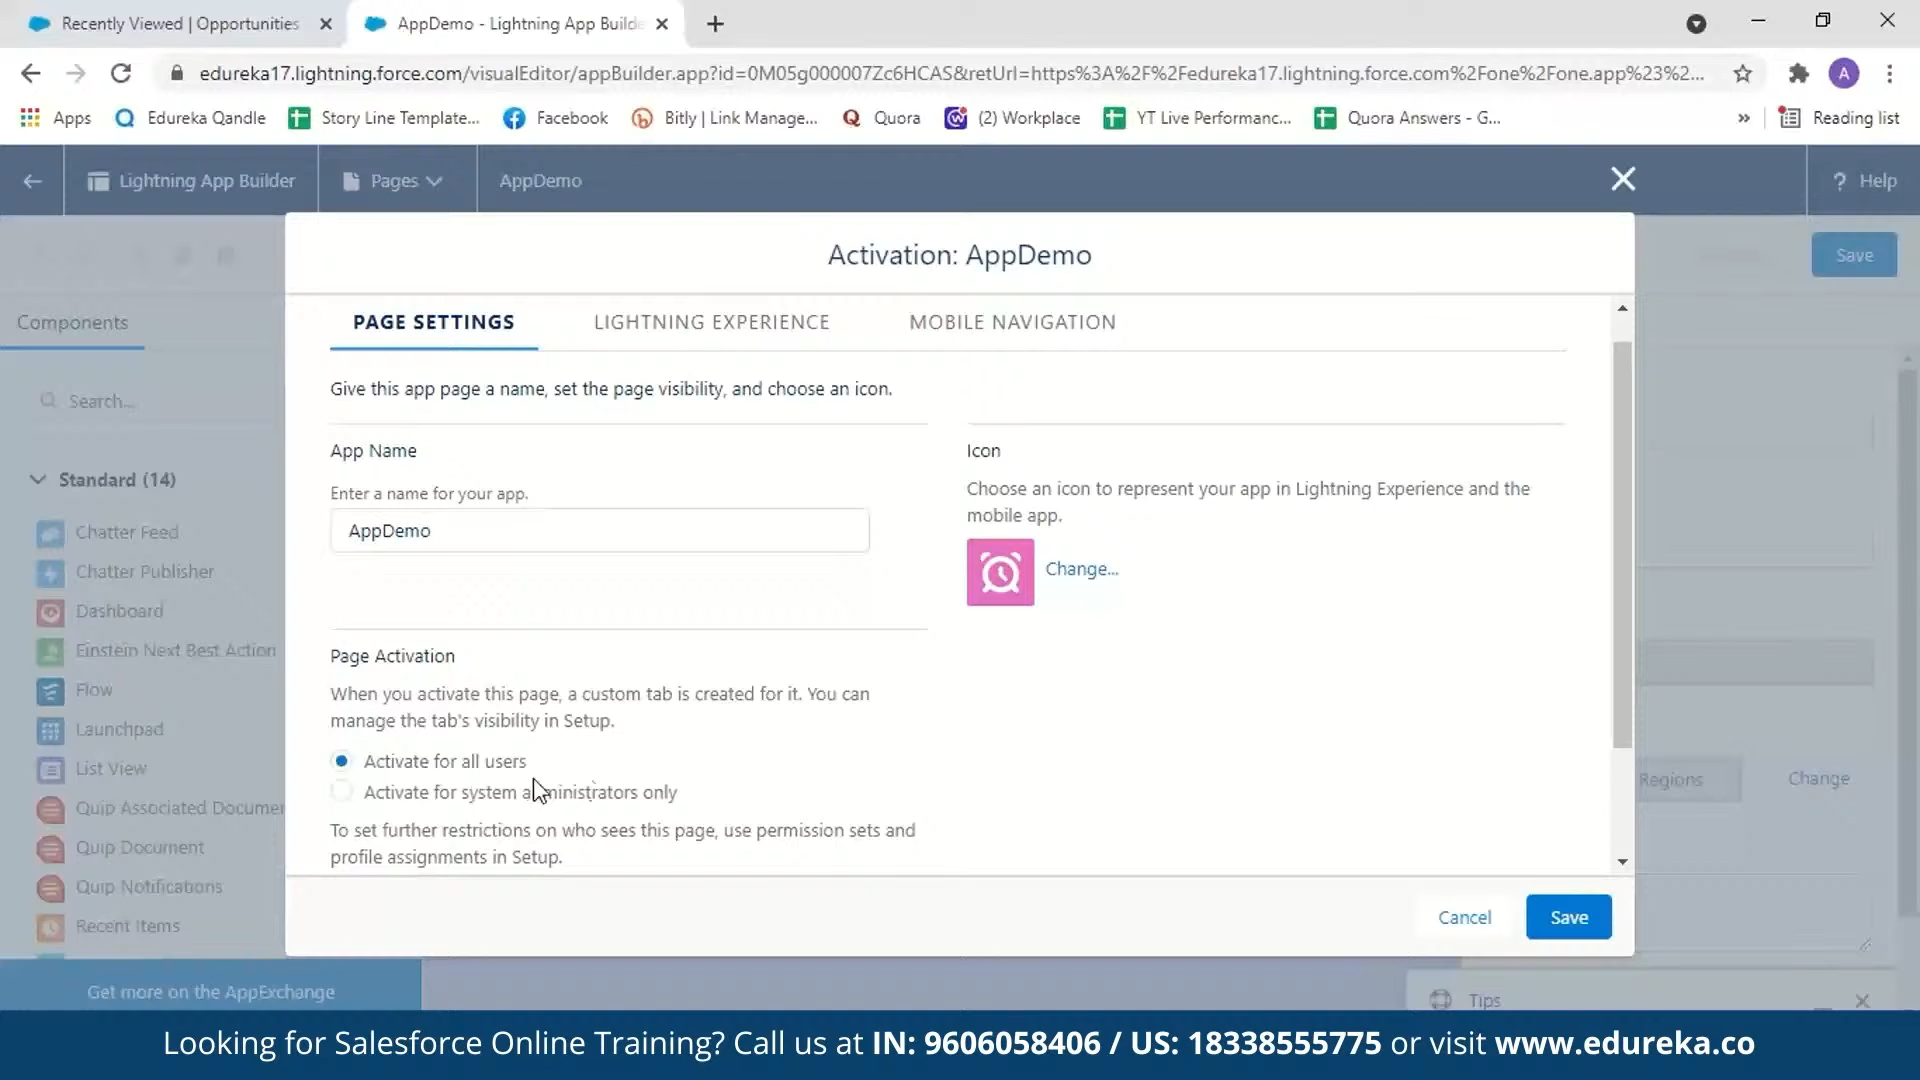 Recently Viewed | Opportunities
AppDemo - Lightning App Builde
edureka17.lightning.force.com/visualEditor/appBuilder.app?id=0M05g000007Zc6HCAS&retUrl=https%3A%2F%2Fedureka17.lightning.force.com%2Fone%2Fone.app%23%2...
A
Apps
Edureka Qandle
Story Line Template...
Facebook
Bitly | Link Manage...
Quora
(2) Workplace
YT Live Performanc...
Quora Answers - G...
»
Reading list
Lightning App Builder
Pages
AppDemo
? Help
Activation: AppDemo
Save
Components
PAGE SETTINGS
LIGHTNING EXPERIENCE
MOBILE NAVIGATION
Give this app page a name, set the page visibility, and choose an icon.
Search...
App Name
Icon
Enter a name for your app.
Choose an icon to represent your app in Lightning Experience and the
mobile app.
AppDemo
Change...
Standard (14)
Chatter Feed
Chatter Publisher
Dashboard
Einstein Next Best Action
Flow
Launchpad
List View
Quip Associated Documen
Quip Document
Quip Notifications
Recent Items
Page Activation
When you activate this page, a custom tab is created for it. You can
manage the tab's visibility in Setup.
Activate for all users
Activate for system administrators only
To set further restrictions on who sees this page, use permission sets and
profile assignments in Setup.
Regions
Change
Cancel
Save
Get more on the AppExchange
Tips
Looking for Salesforce Online Training? Call us at IN: 9606058406 / US: 18338555775 or visit www.edureka.co